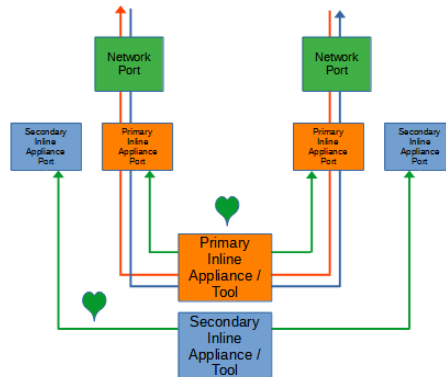 Network
Port
Network
Port
Secondary
Inline
Appliance
Port
Primary
Inline
Appliance
Port
Primary
Inline
Appliance
Port
Secondary
Inline
Appliance
Port
Primary
Inline
Appliance /
Tool
Secondary
Inline
Appliance /
Tool